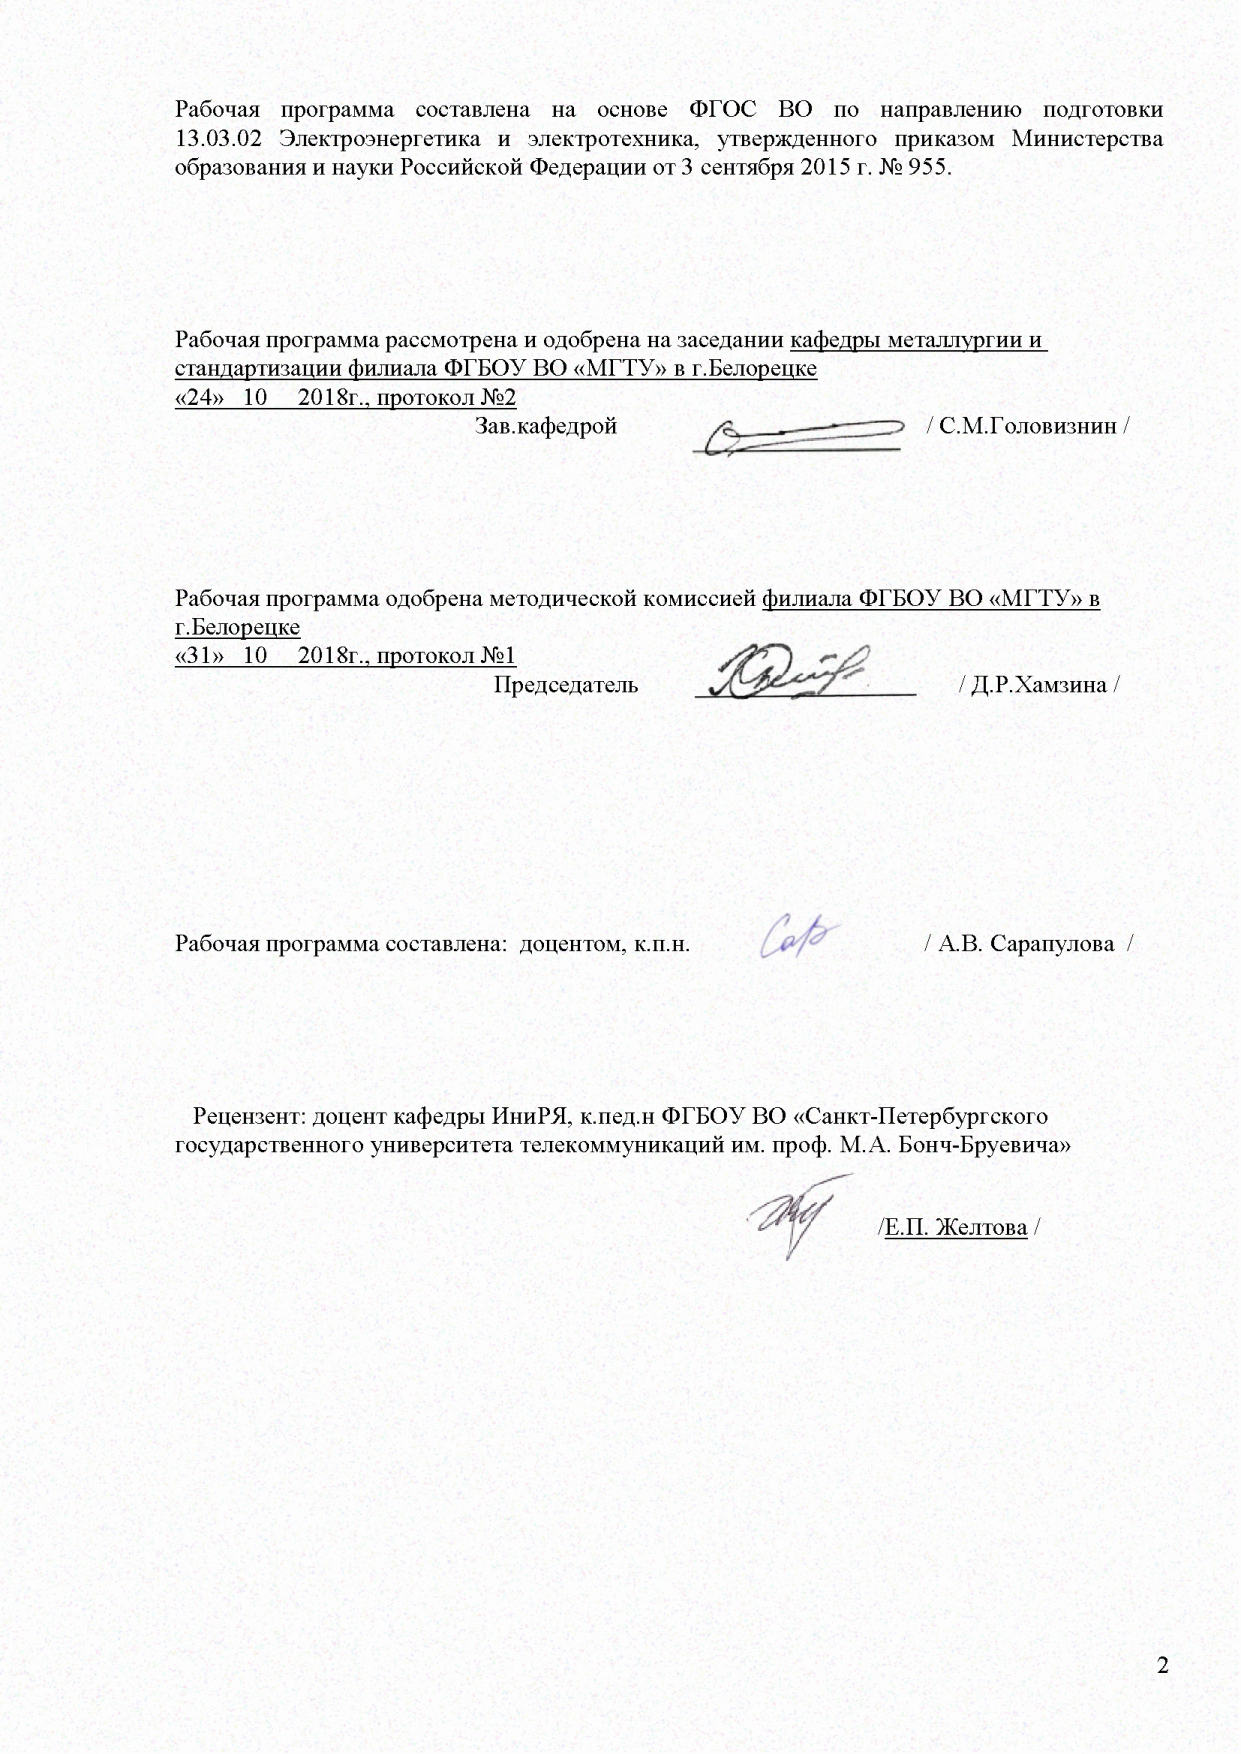 Рабочая программа составлена на основе ФГОС ВО по направлению подготовки
13.03.02 Электроэнергетика и электротехника, утвержденного приказом Министерства
образования и науки Российской Федерации от 3 сентября 2015 г. № 955.
Рабочая программа рассмотрена и одобрена на заседании кафедры металлургии и
стандартизации филиала ФГБОУ ВО «МГТУ» в г.Белорецке
«24» 10 2018г., протокол №2
Зав.кафедрой / С.М.Головизнин /
Рабочая программа одобрена методической комиссией филиала ФГБОУ ВО «МГТУ» в
г.Белорецке
«31» 10 2018г., протокол №1
Председатель / Д.Р.Хамзина /
Рабочая программа составлена: доцентом, к.п.н. / А.В. Сарапулова /
Рецензент: доцент кафедры ИниРЯ, к.пед.н ФГБОУ ВО «Санкт-Петербургского
государственного университета телекоммуникаций им. проф. М.А. Бонч-Бруевича»
/Е.П. Желтова /
2